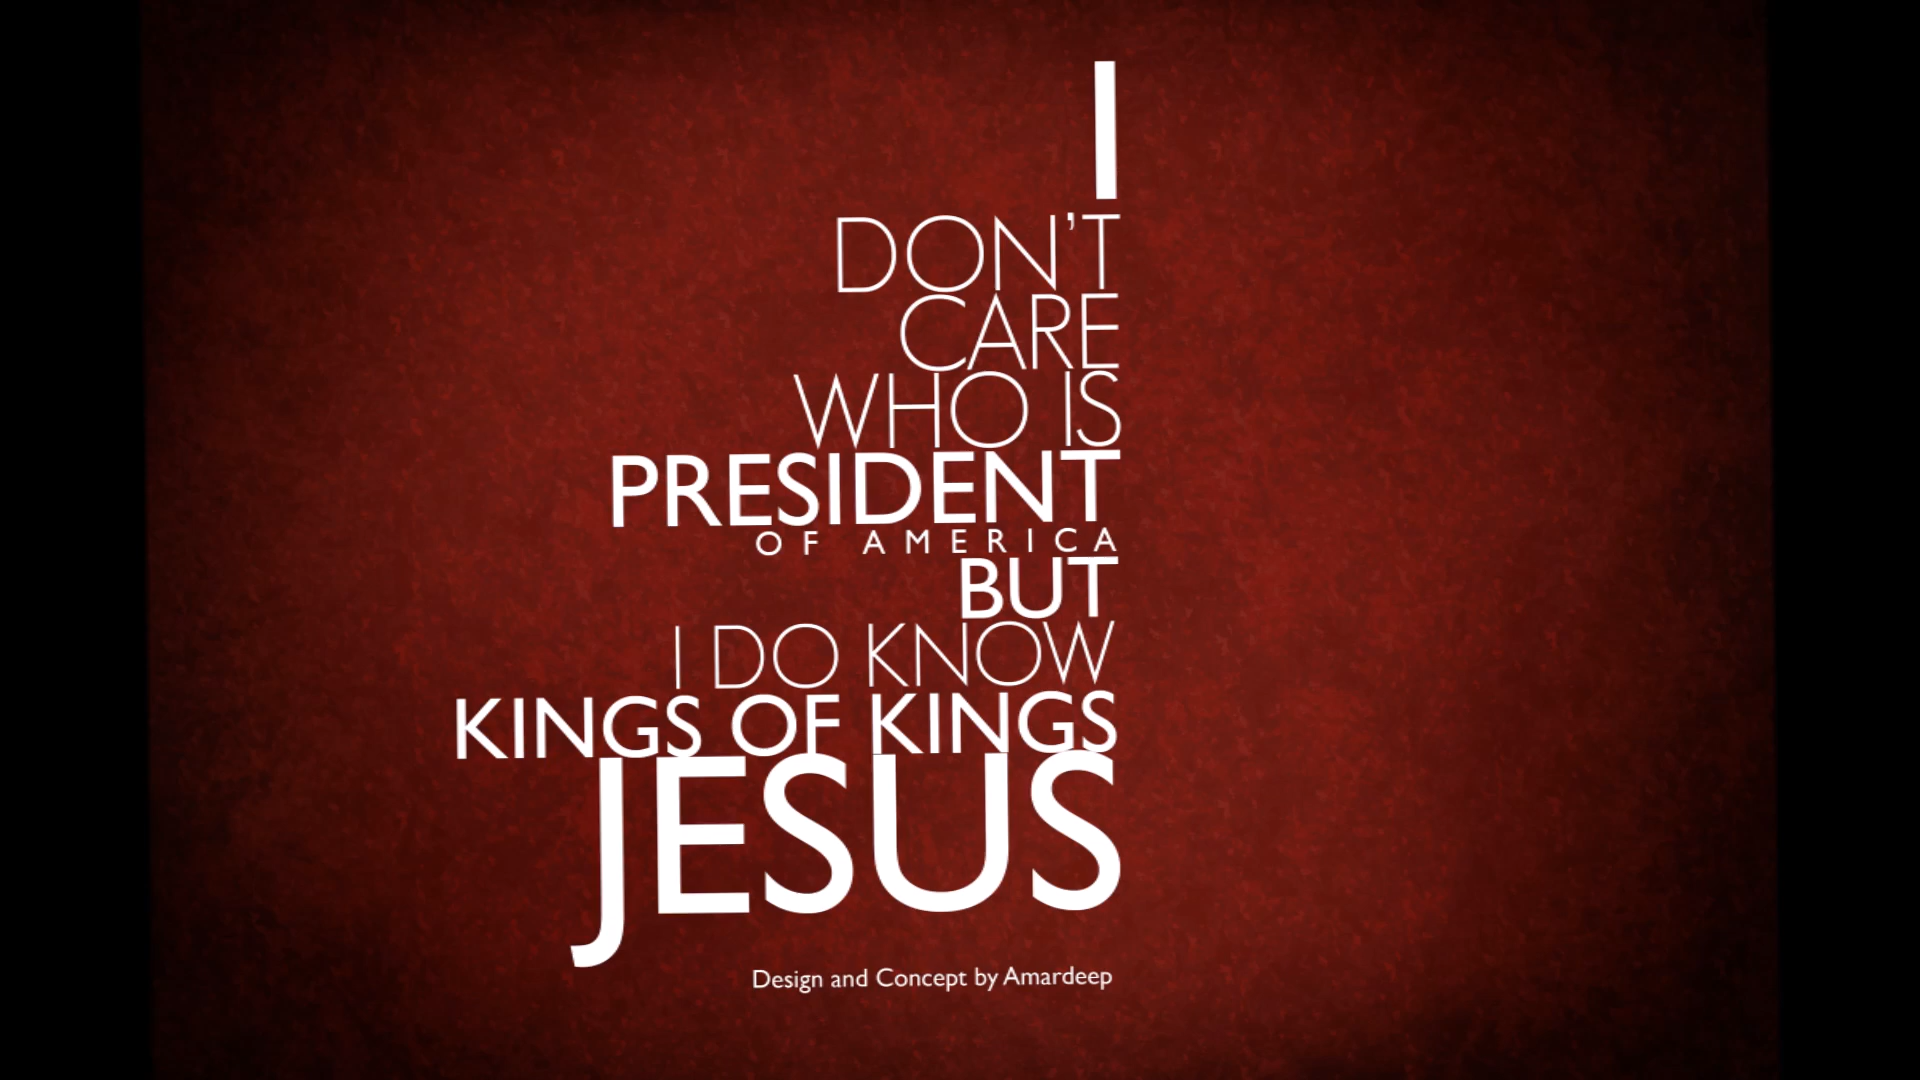 I
DON'T
CARE
WHO IS
PRESIDENT
OF AMERICA
BUT
I DO KNOW
KINGS OF KINGS
JESUS
Design and Concept by Amardeep